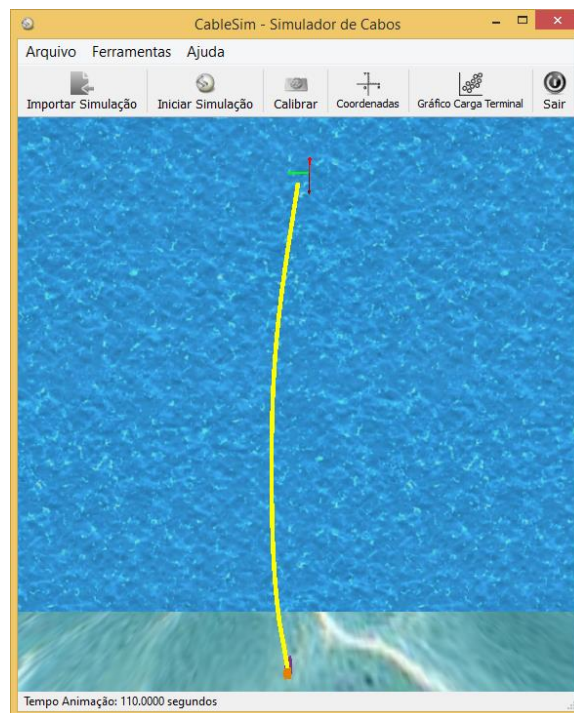 CableSim - Simulador de Cabos
Arquivo Ferramentas Ajuda
Importar Simulação Iniciar Simulação Calibrar Coordenadas Gráfico Carga Terminal Sair
Tempo Animação: 110.0000 segundos